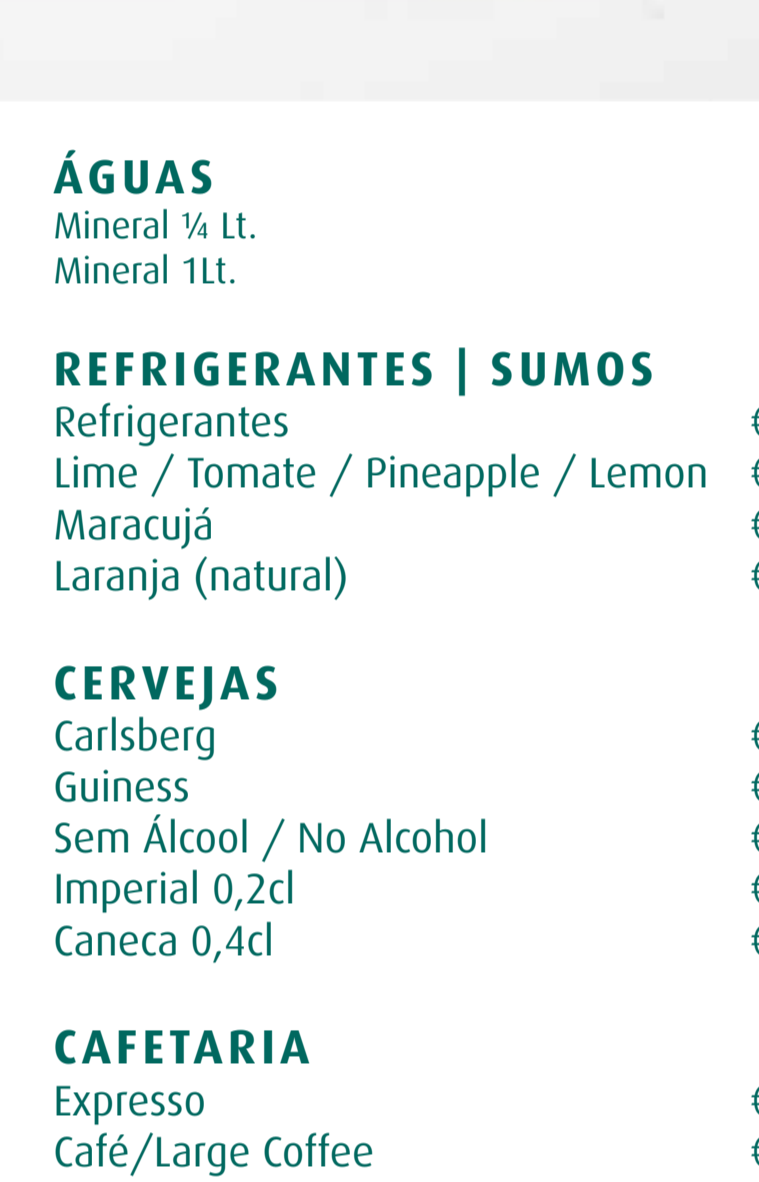 ÁGUAS
Mineral ¼ Lt.
Mineral 1Lt.
REFRIGERANTES | SUMOS
Refrigerantes €
Lime / Tomate / Pineapple / Lemon €
Maracujá €
Laranja (natural) €
CERVEJAS
Carlsberg €
Guiness €
Sem Álcool / No Alcohol €
Imperial 0,2cl €
Caneca 0,4cl €
CAFETARIA
Expresso €
Café/Large Coffee €